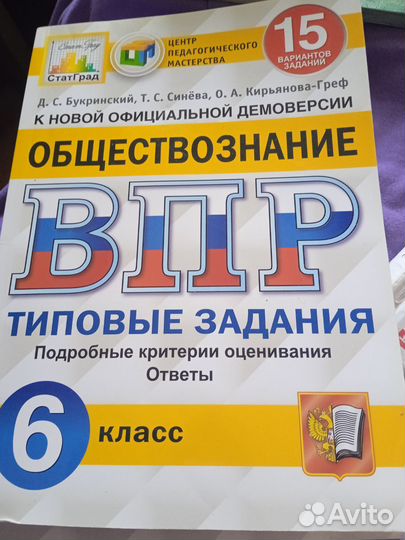 СтатГрад
ЦЕНТР
ПЕДАГОГИЧЕСКОГО
МАСТЕРСТВА
15
ВАРИАНТОВ
ЗАДАНИЙ
Д. С. Букринский, Т. С. Синёва, О. А. Кирьянова-Греф
К НОВОЙ ОФИЦИАЛЬНОЙ ДЕМОВЕРСИИ
ОБЩЕСТВОЗНАНИЕ
ВПР
ТИПОВЫЕ ЗАДАНИЯ
Подробные критерии оценивания
Ответы
6 класс
Avito